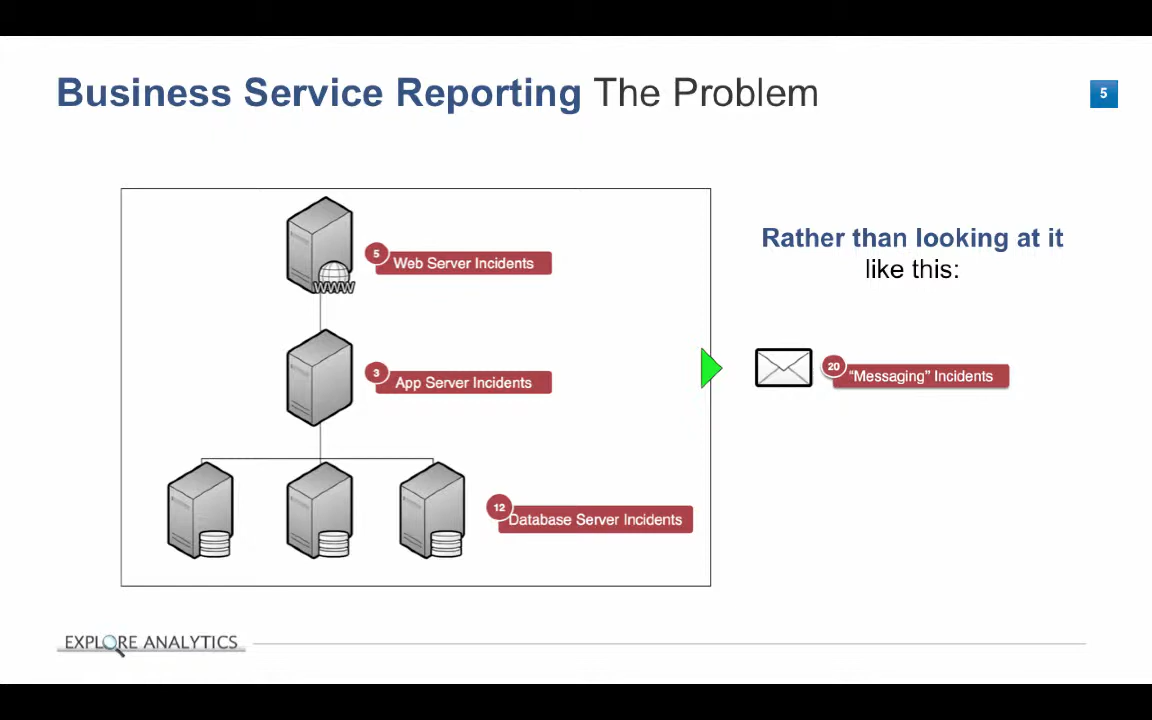 Business Service Reporting The Problem
5
5
Web Server Incidents
WWW
3
App Server Incidents
12
Database Server Incidents
Rather than looking at it
like this:
20
“Messaging” Incidents
EXPLORE ANALYTICS